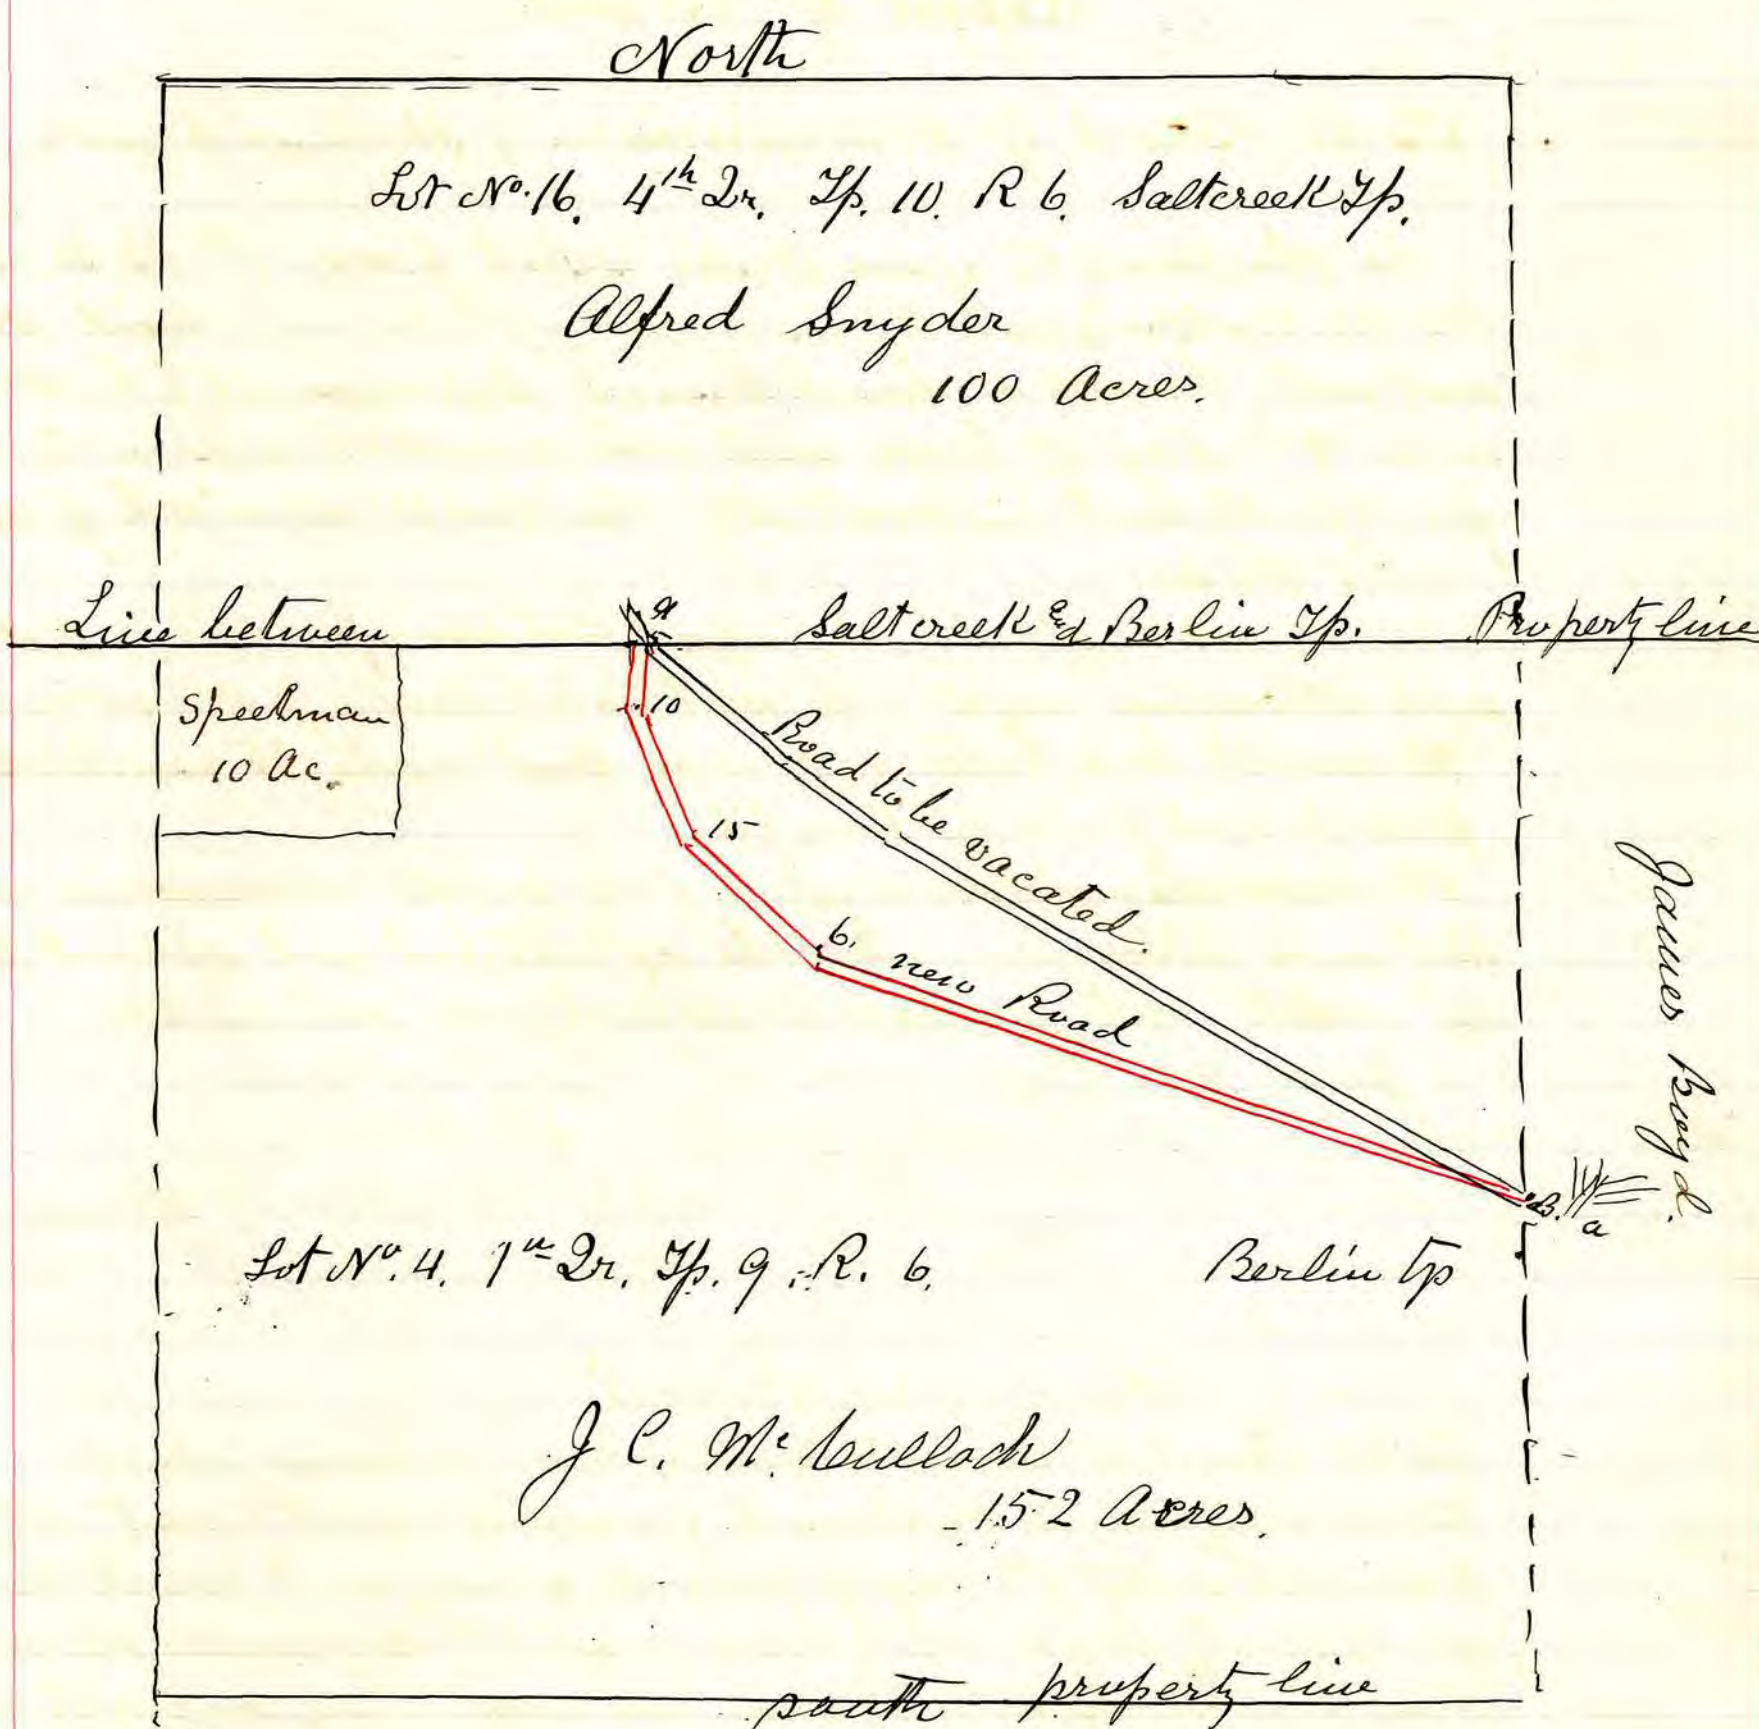 North
Lot No. 16. 4th Qr. Tp. 10. R 6. Saltcreek Tp.
Alfred Snyder
100 Acres.
Line between Saltcreek and Berlin Tp. Property line
Speelman
10 Ac.
10
15
6.
Road to be vacated.
new Road
James Boyd.
B.
a
Lot No. 4. 1st Qr. Tp. 9. R. 6. Berlin Tp
J C. McCulloch
152 Acres.
south property line